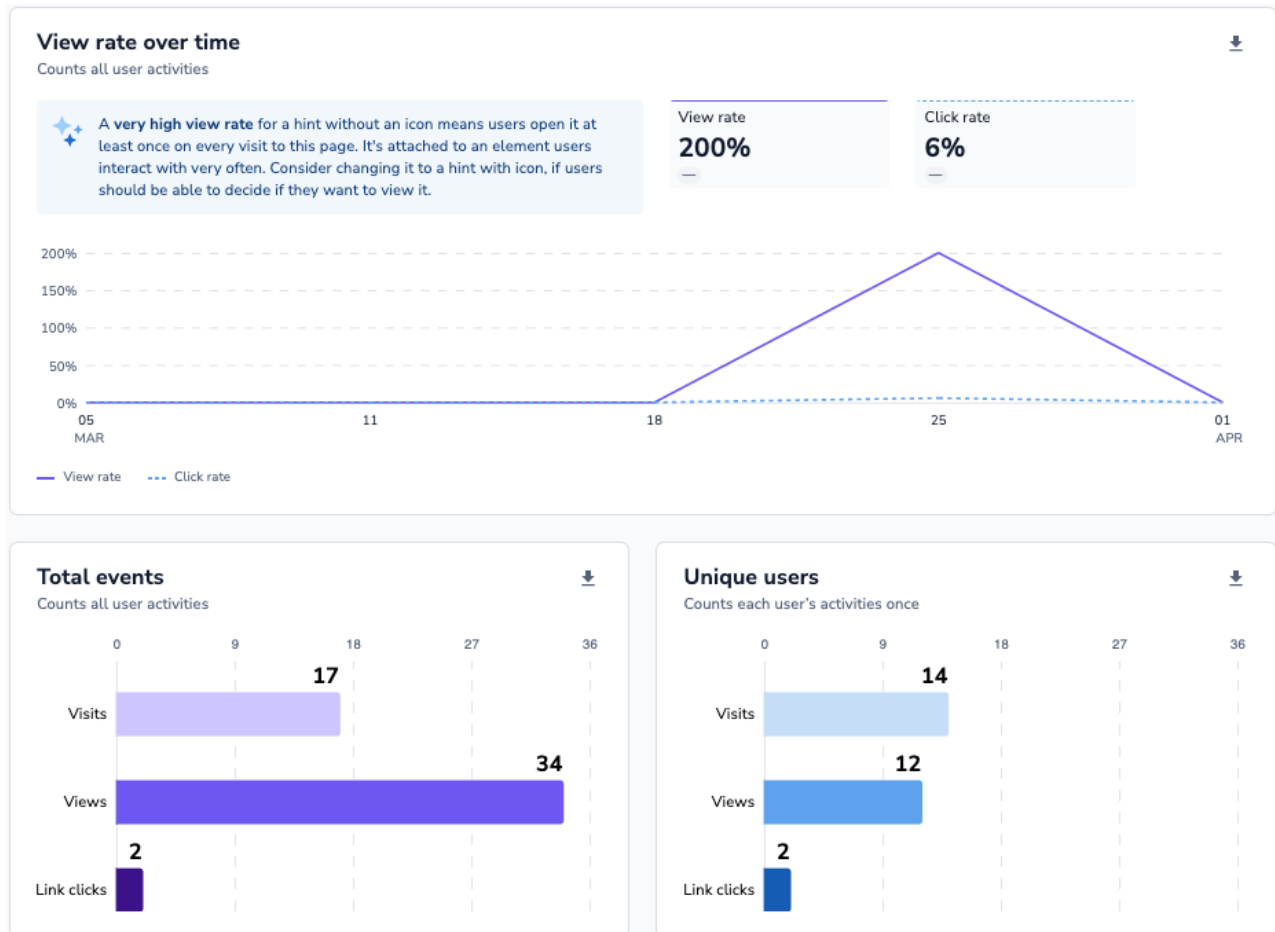 View rate over time
Counts all user activities
A very high view rate for a hint without an icon means users open it at
least once on every visit to this page. It's attached to an element users
interact with very often. Consider changing it to a hint with icon, if users
should be able to decide if they want to view it.
View rate
200%
—
Click rate
6%
—
200%
150%
100%
50%
0%
05 11 18 25 01
MAR APR
View rate Click rate
Total events
Counts all user activities
0 9 18 27 36
17
Visits
34
Views
2
Link clicks
Unique users
Counts each user’s activities once
0 9 18 27 36
14
Visits
12
Views
2
Link clicks